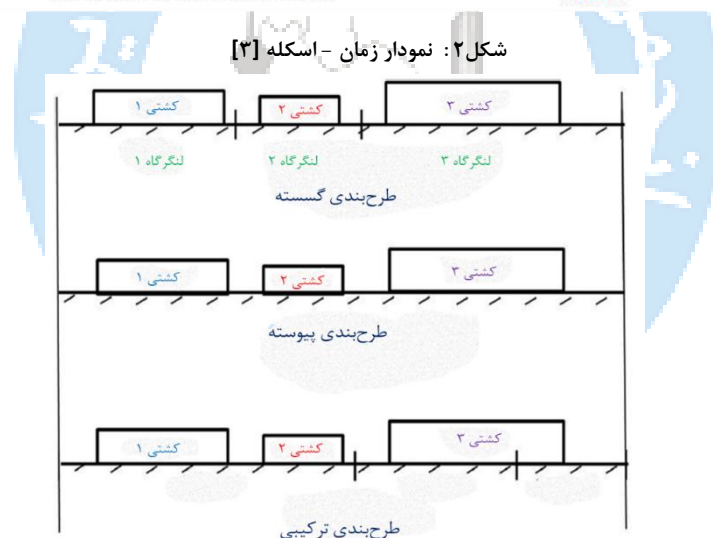 شکل۲: نمودار زمان – اسکله [۳]
کشتی ۱ کشتی ۲ کشتی ۳
لنگرگاه ۱ لنگرگاه ۲ لنگرگاه ۳
طرح‌بندی گسسته
کشتی ۱ کشتی ۲ کشتی ۳
طرح‌بندی پیوسته
کشتی ۱ کشتی ۲ کشتی ۳
طرح‌بندی ترکیبی